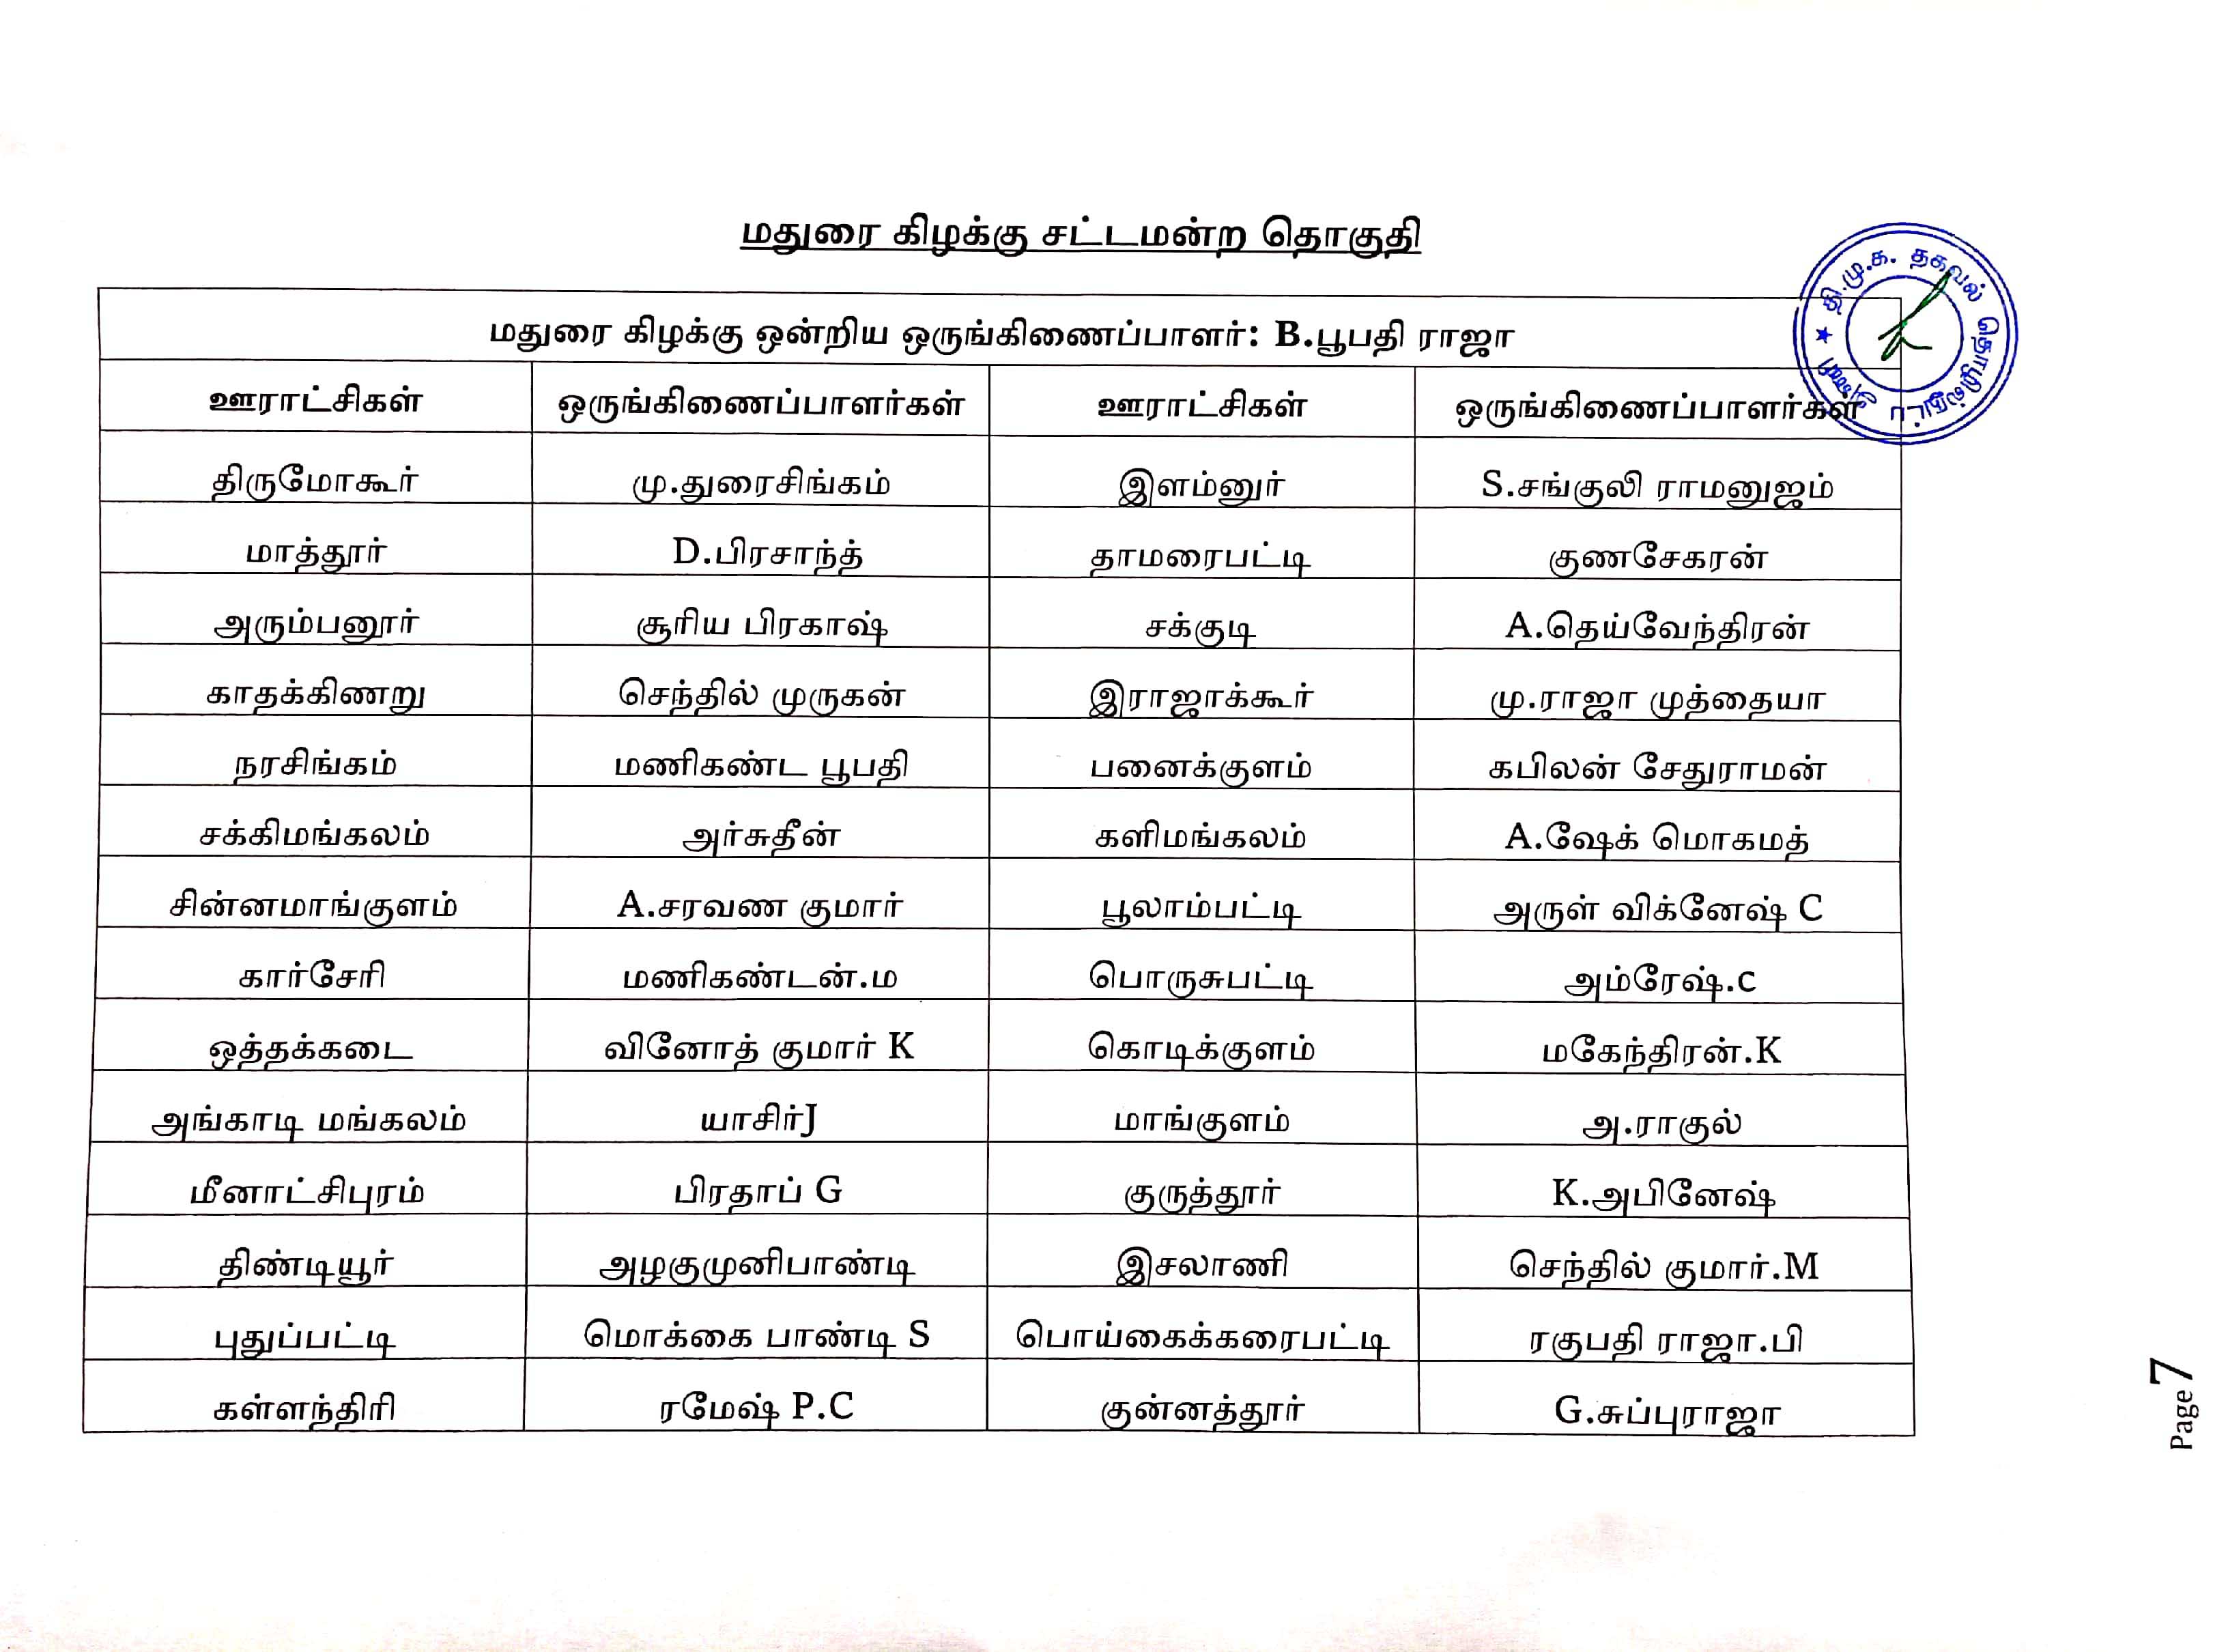 மதுரை கிழக்கு சட்டமன்ற தொகுதி
தி.மு.க. தகவல் தொழில்நுட்ப அணி
மதுரை கிழக்கு ஒன்றிய ஒருங்கிணைப்பாளர்: B.பூபதி ராஜா
ஊராட்சிகள் ஒருங்கிணைப்பாளர்கள் ஊராட்சிகள் ஒருங்கிணைப்பாளர்கள்
திருமோகூர் மு.துரைசிங்கம் இளம்னுர் S.சங்குலி ராமனுஜம்
மாத்தூர் D.பிரசாந்த் தாமரைபட்டி குணசேகரன்
அரும்பனூர் சூரிய பிரகாஷ் சக்குடி A.தெய்வேந்திரன்
காதக்கிணறு செந்தில் முருகன் இராஜாக்கூர் மு.ராஜா முத்தையா
நரசிங்கம் மணிகண்ட பூபதி பனைக்குளம் கபிலன் சேதுராமன்
சக்கிமங்கலம் அர்சுதீன் களிமங்கலம் A.ஷேக் மொகமத்
சின்னமாங்குளம் A.சரவண குமார் பூலாம்பட்டி அருள் விக்னேஷ் C
கார்சேரி மணிகண்டன்.ம பொருசுபட்டி அம்ரேஷ்.c
ஒத்தக்கடை வினோத் குமார் K கொடிக்குளம் மகேந்திரன்.K
அங்காடி மங்கலம் யாசிர்J மாங்குளம் அ.ராகுல்
மீனாட்சிபுரம் பிரதாப் G குருத்தூர் K.அபினேஷ்
திண்டியூர் அழகுமுனிபாண்டி இசலாணி செந்தில் குமார்.M
புதுப்பட்டி மொக்கை பாண்டி S பொய்கைக்கரைபட்டி ரகுபதி ராஜா.பி
கள்ளந்திரி ரமேஷ் P.C குன்னத்தூர் G.சுப்புராஜா
Page 7